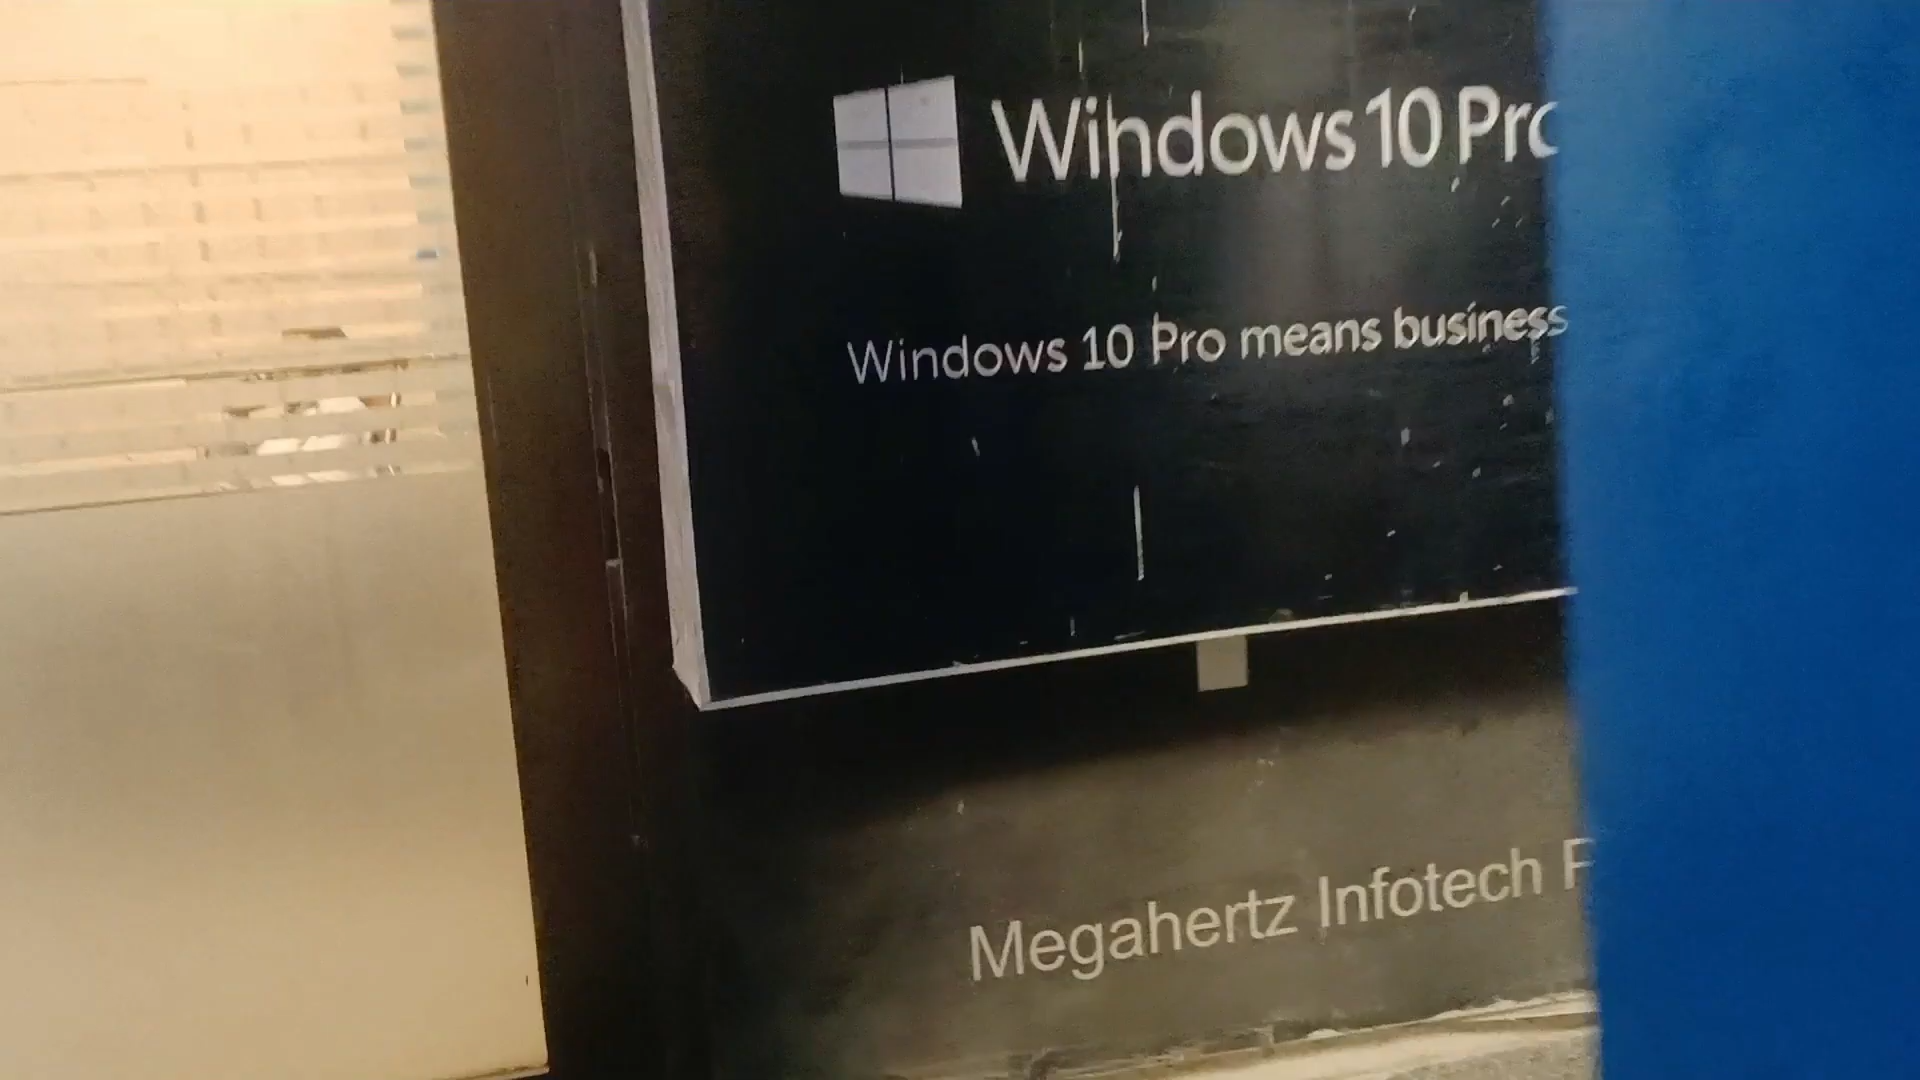 Windows 10 Pro
Windows 10 Pro means business
Megahertz Infotech P